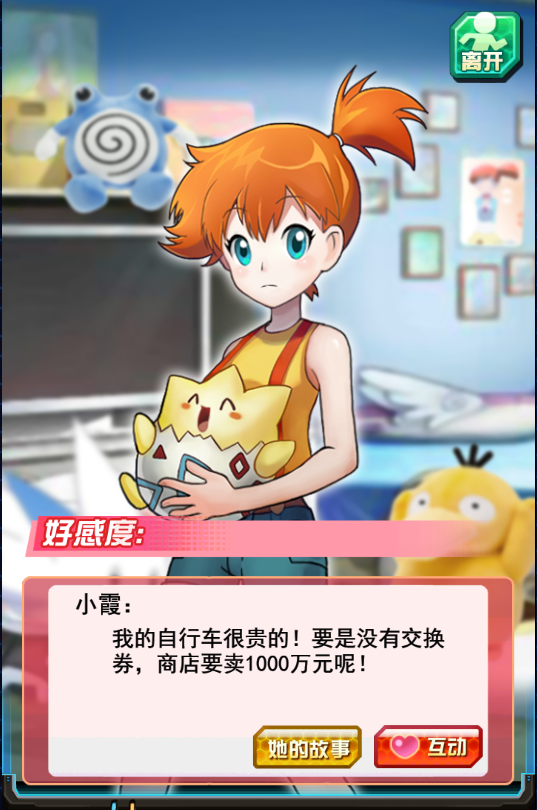 离开
好感度:
小霞：
我的自行车很贵的！要是没有交换
券，商店要卖1000万元呢！
她的故事
互动